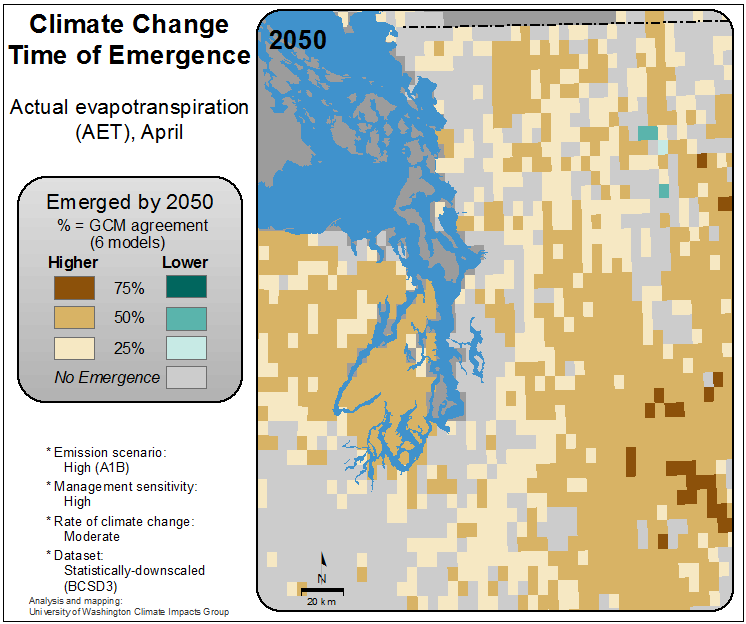 Climate Change
Time of Emergence
Actual evapotranspiration
(AET), April
Emerged by 2050
% = GCM agreement
(6 models)
Higher Lower
75%
50%
25%
No Emergence
* Emission scenario:
High (A1B)
* Management sensitivity:
High
* Rate of climate change:
Moderate
* Dataset:
Statistically-downscaled
(BCSD3)
Analysis and mapping:
University of Washington Climate Impacts Group
2050
N
20 km